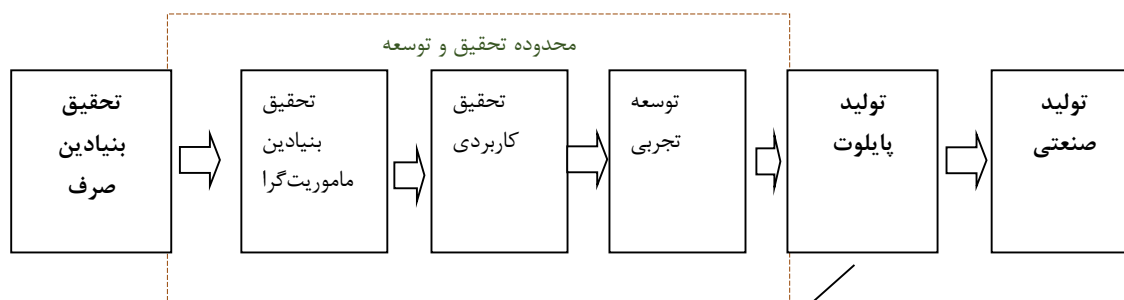 محدوده تحقیق و توسعه
تحقیق
بنیادین
صرف
تحقیق
بنیادین
ماموریت‌گرا
تحقیق
کاربردی
توسعه
تجربی
تولید
پایلوت
تولید
صنعتی